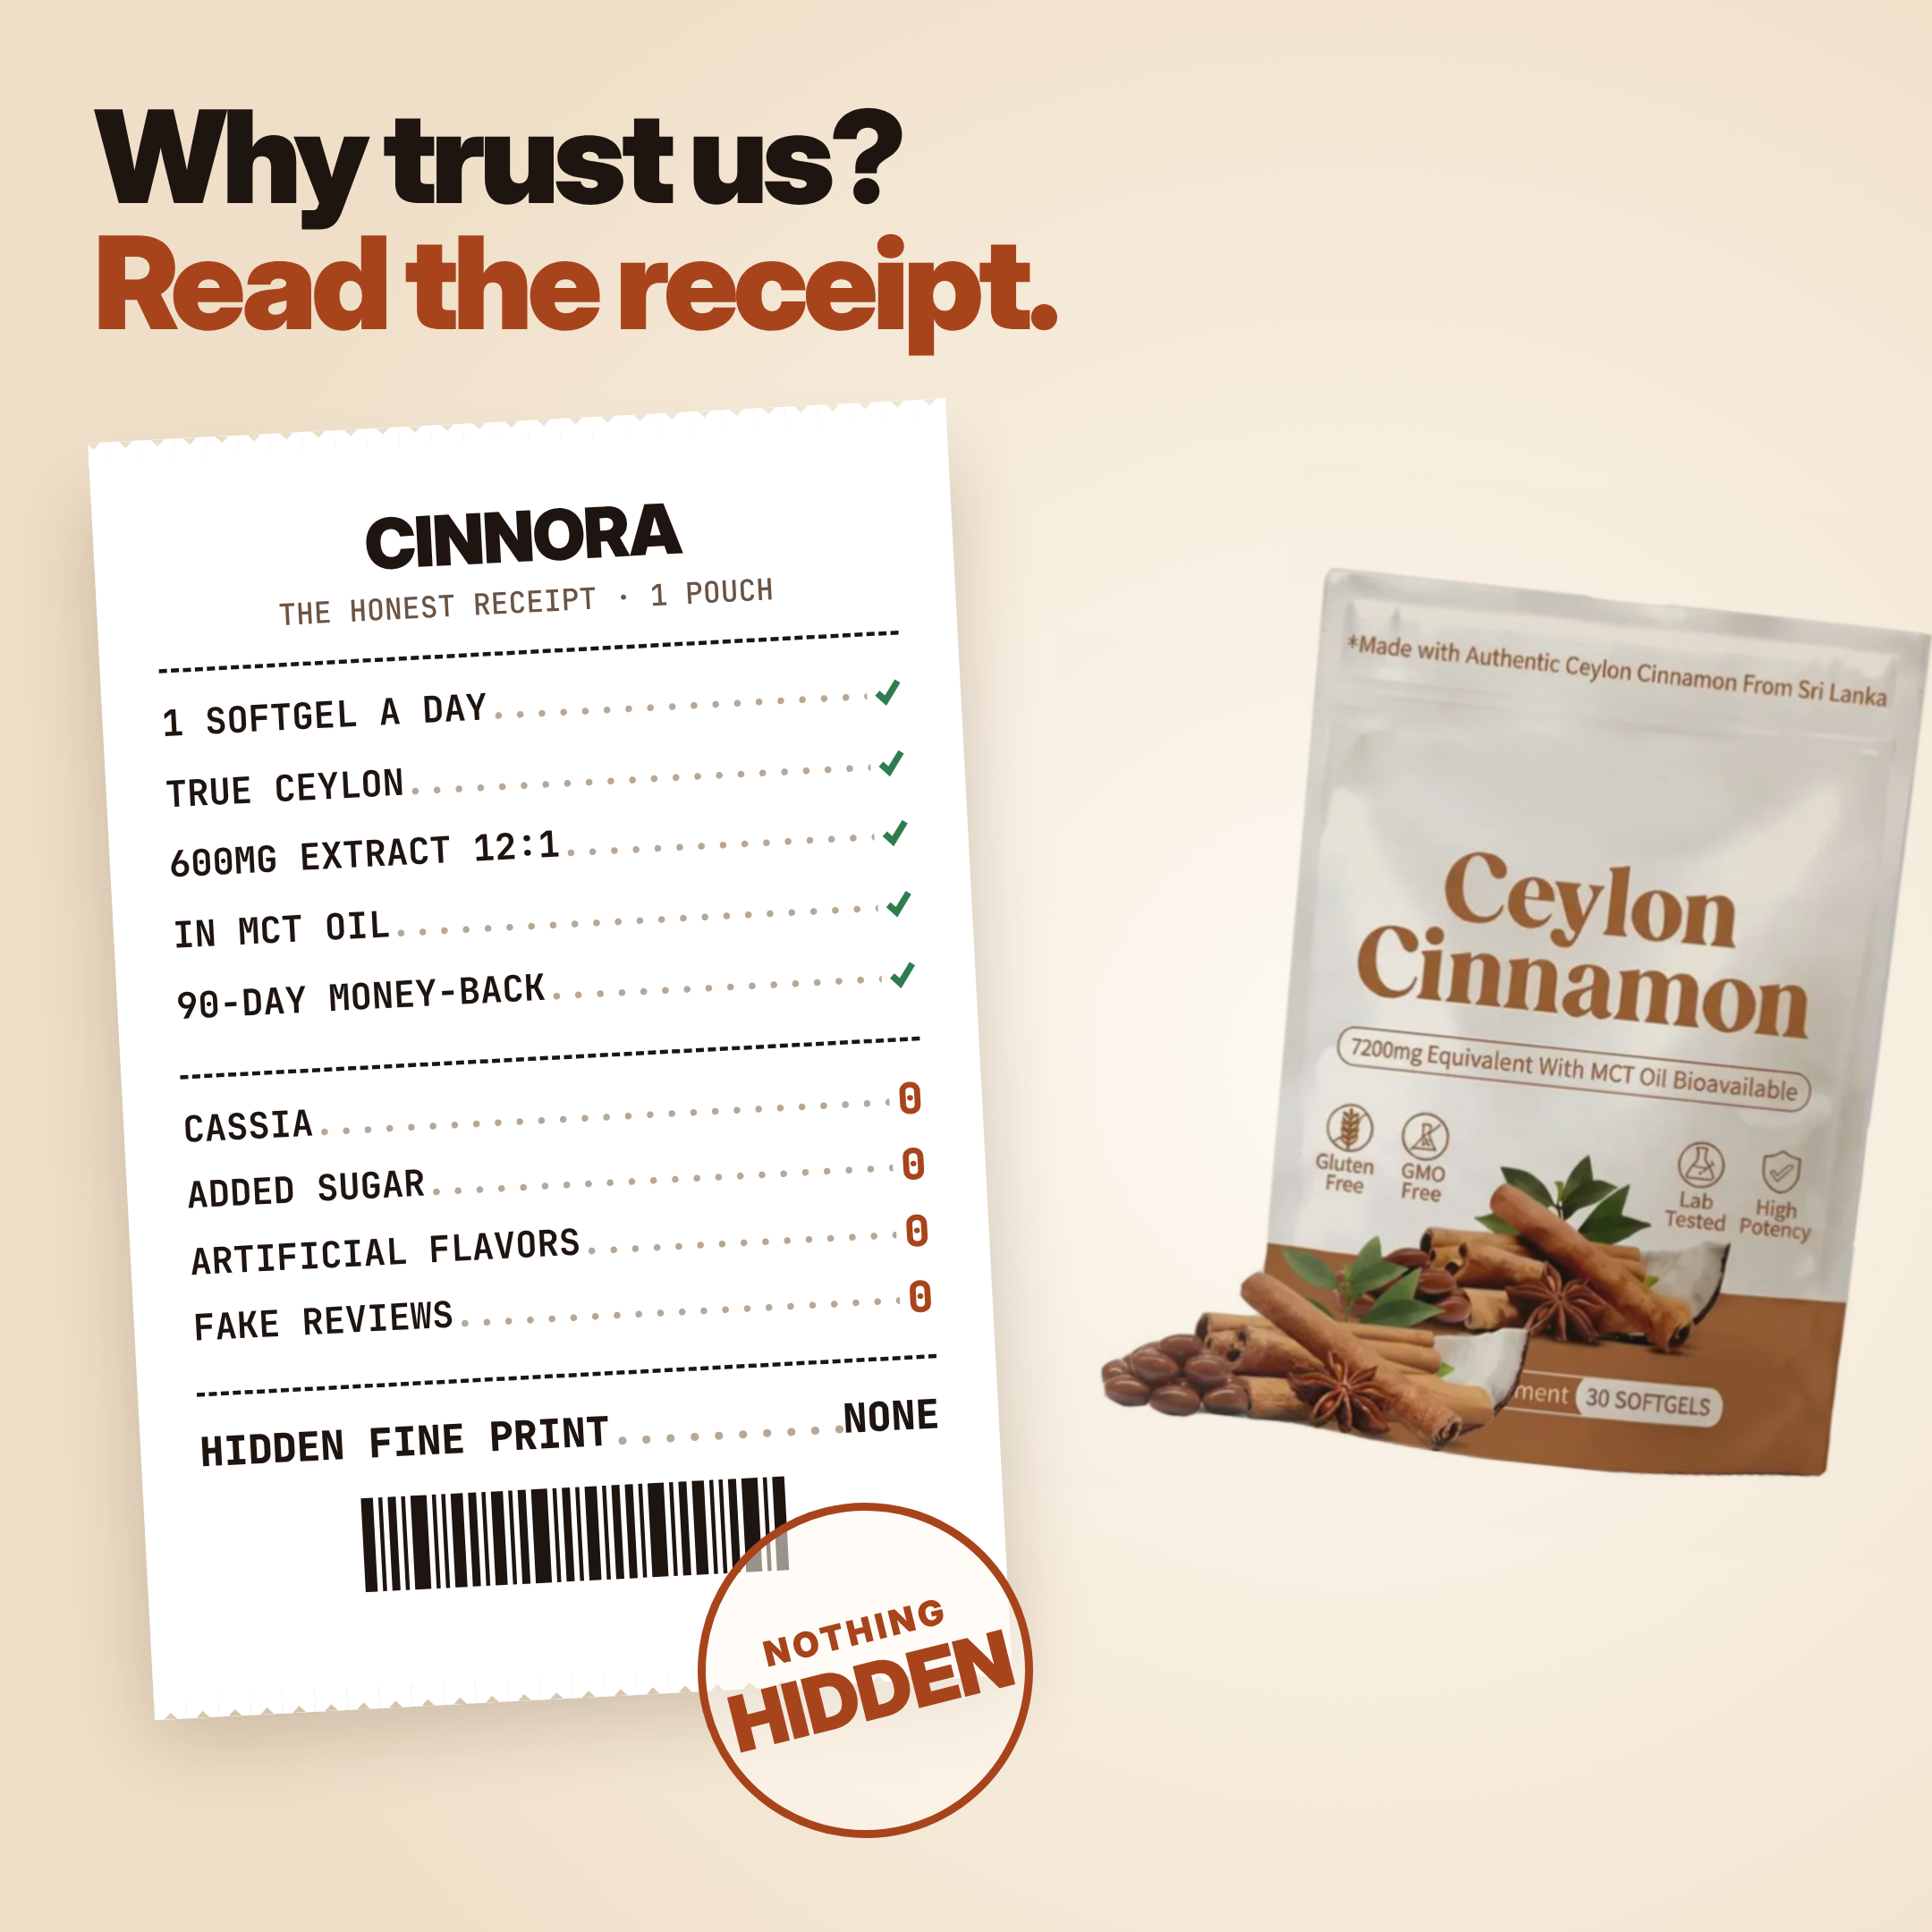 Why trust us?
Read the receipt.
CINNORA
THE HONEST RECEIPT · 1 POUCH
1 SOFTGEL A DAY
TRUE CEYLON
600MG EXTRACT 12:1
IN MCT OIL
90-DAY MONEY-BACK
CASSIA 0
ADDED SUGAR 0
ARTIFICIAL FLAVORS 0
FAKE REVIEWS 0
HIDDEN FINE PRINT NONE
NOTHING
HIDDEN
*Made with Authentic Ceylon Cinnamon From Sri Lanka
Ceylon
Cinnamon
7200mg Equivalent With MCT Oil Bioavailable
Gluten
Free
GMO
Free
Lab
Tested
High
Potency
ment 30 SOFTGELS